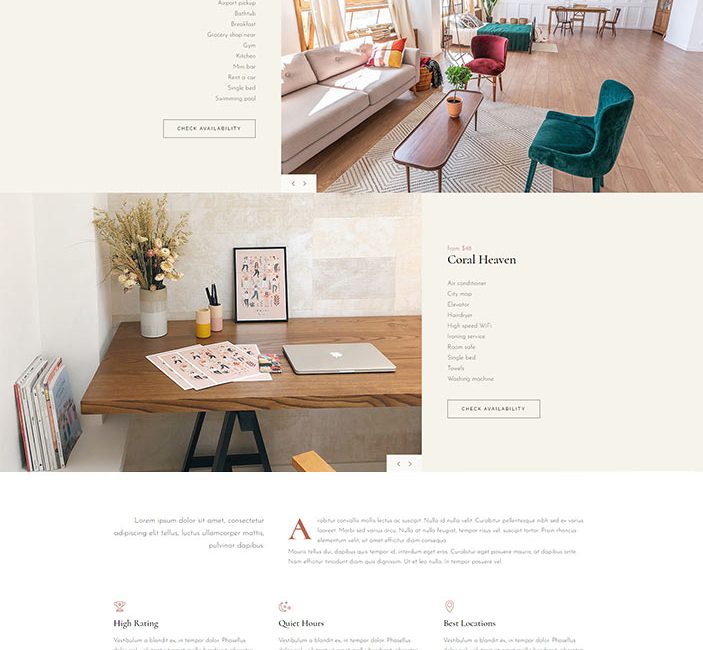 Airport pickup
Bathtub
Breakfast
Grocery shop near
Gym
Kitchen
Mini bar
Rent a car
Single bed
Swimming pool
CHECK AVAILABILITY
from $48
Coral Heaven
Air conditioner
City map
Elevator
Hairdryer
High speed WiFi
Ironing service
Room safe
Single bed
Towels
Washing machine
CHECK AVAILABILITY
Lorem ipsum dolor sit amet, consectetur
adipiscing elit tellus, luctus ullamcorper mattis,
pulvinar dapibus.
A rabitur convallis mollis lectus ac suscipit. Nulla id nulla velit. Curabitur pellentesque nibh sed ex varius
laoreet. Morbi sed varius arcu. Nulla at nulla feugiat, tempor risus vel, suscipit tortor. Proin rhoncus
elementum velit, sit amet efficitur diam consequa.
Mauris tellus dui, dapibus quis tempor id, interdum eget eros. Curabitur eget posuere mauris, at dapibus ante.
Nam efficitur tincidunt diam quis dignissim. Ut et leo nulla. In tempor posuere vel.
High Rating
Quiet Hours
Best Locations
Vestibulum a blandit ex, in tempor dolor. Phasellus
Vestibulum a blandit ex, in tempor dolor. Phasellus
Vestibulum a blandit ex, in tempor dolor. Phasellus